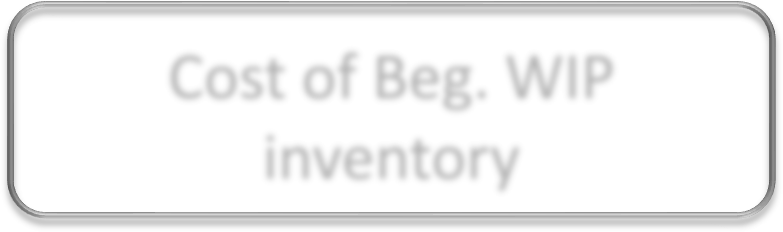 Cost of Beg. WIP
inventory